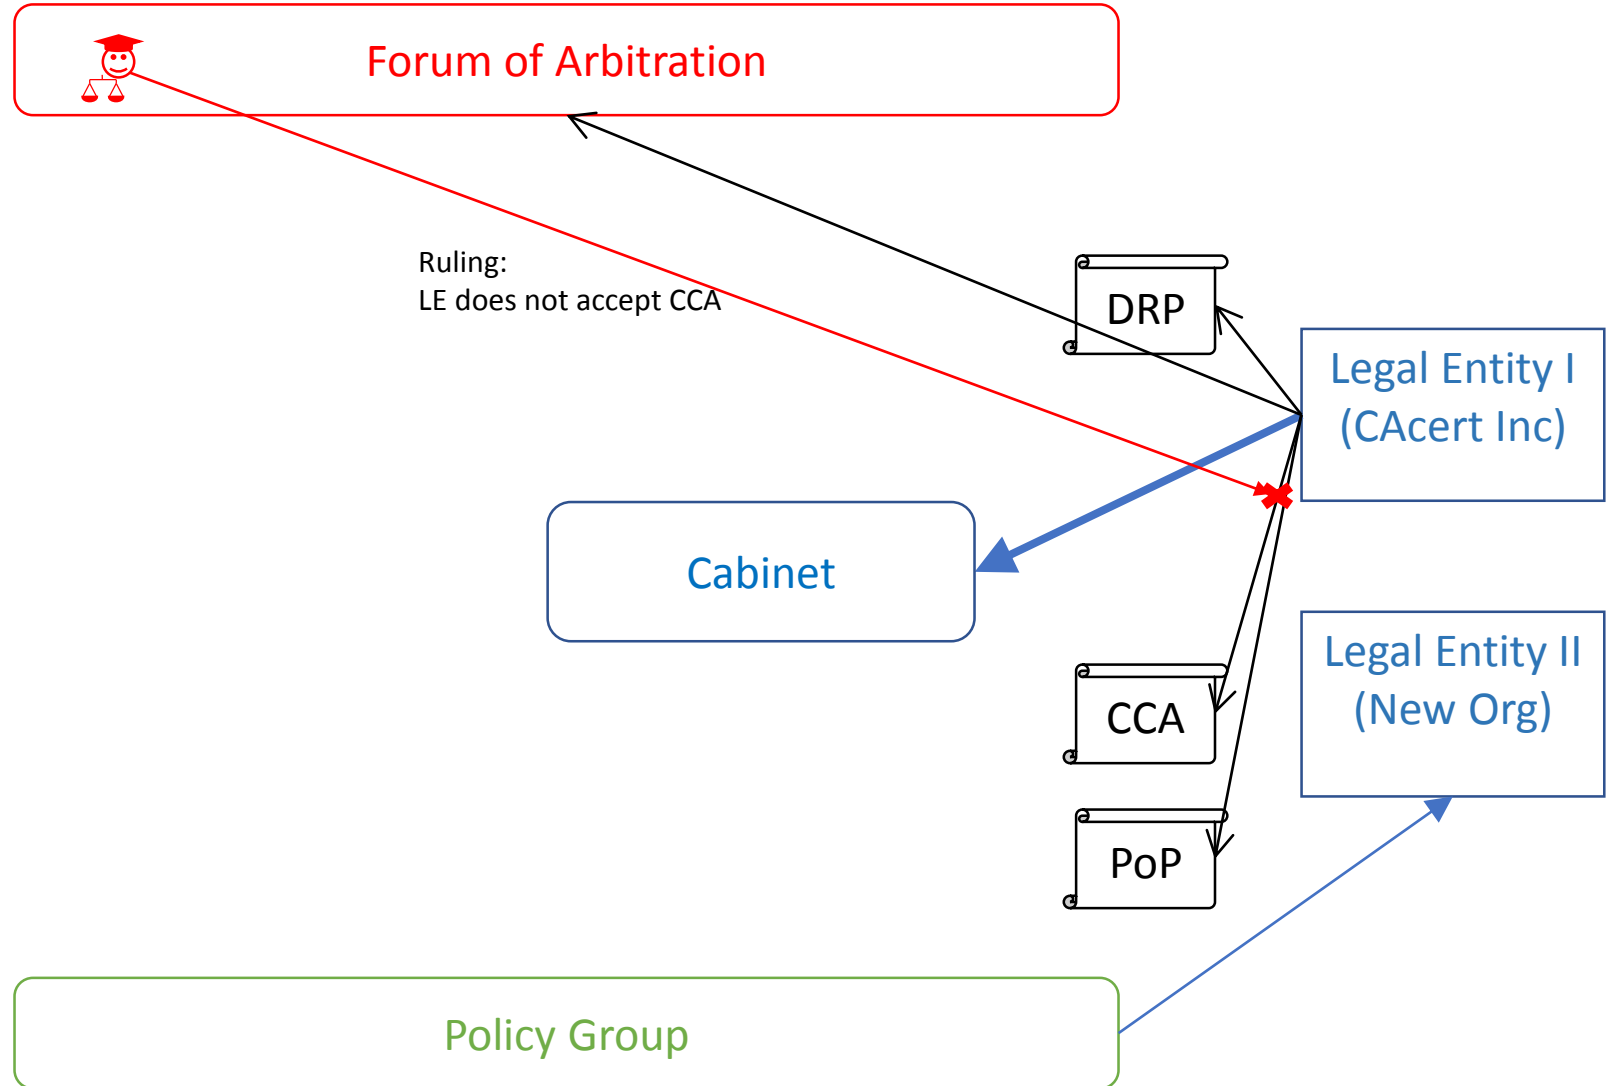 Forum of Arbitration
Ruling:
LE does not accept CCA
DRP
Legal Entity I
(CAcert Inc)
Cabinet
Legal Entity II
(New Org)
CCA
PoP
Policy Group